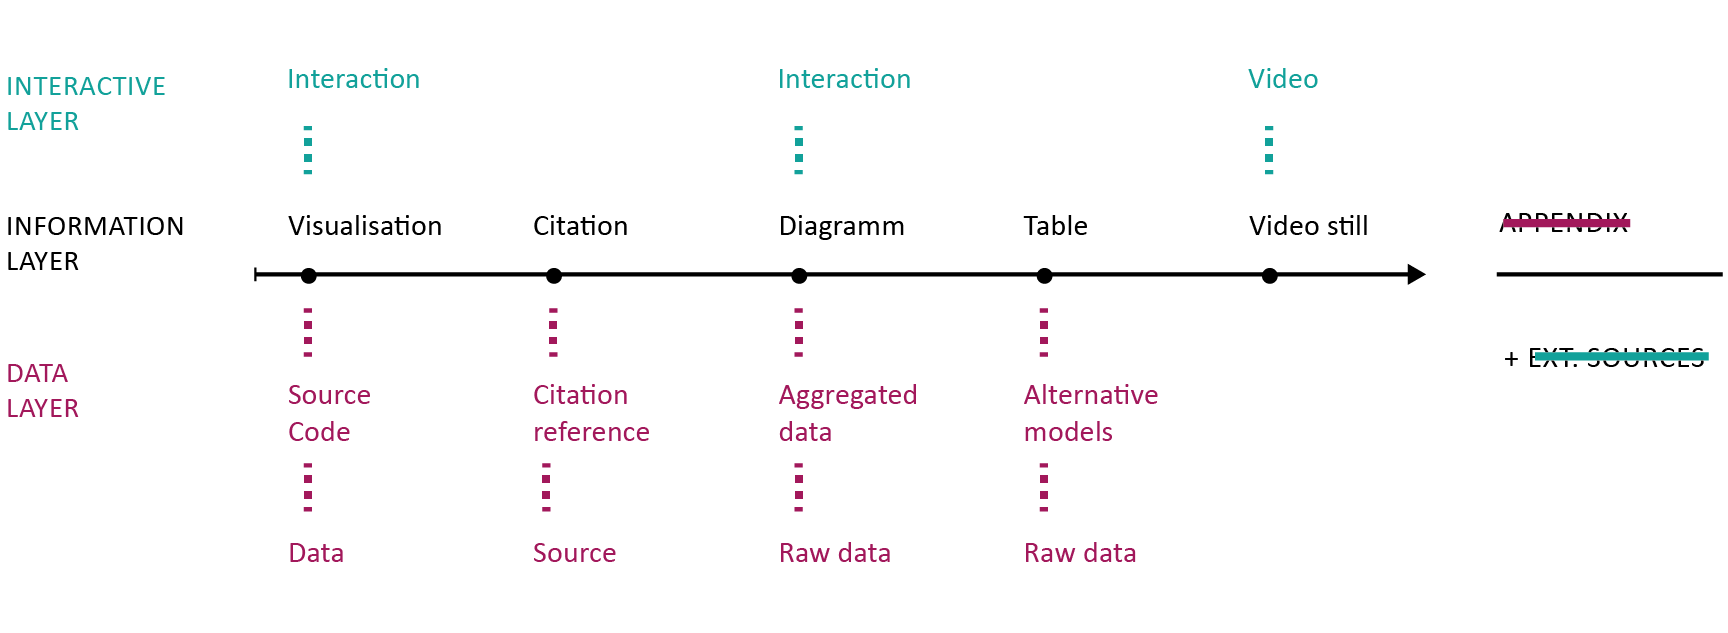 INTERACTIVE
LAYER
Interaction
Interaction
Video
INFORMATION
LAYER
Visualisation
Citation
Diagramm
Table
Video still
APPENDIX
+ EXT. SOURCES
DATA
LAYER
Source
Code
Citation
reference
Aggregated
data
Alternative
models
Data
Source
Raw data
Raw data